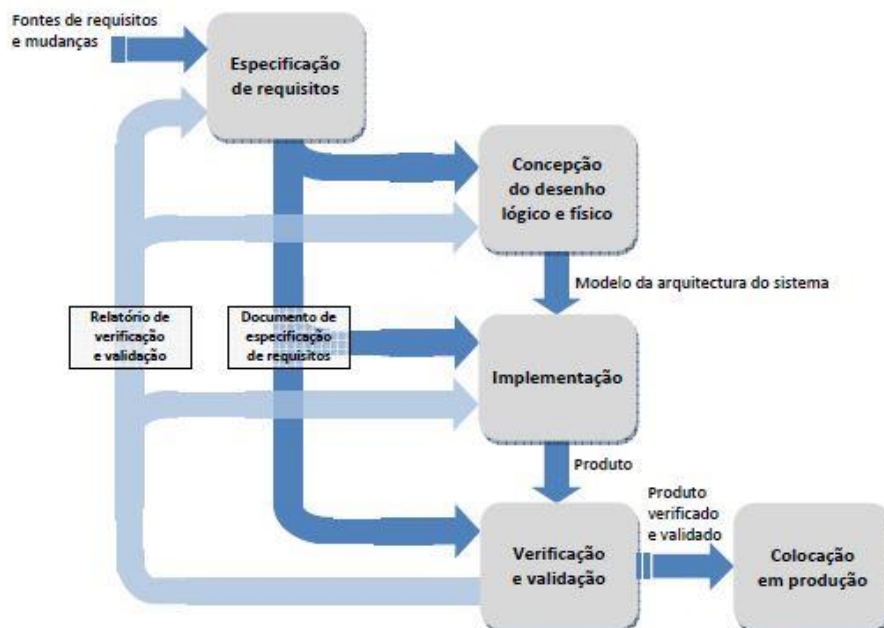 Fontes de requisitos
e mudanças
Especificação
de requisitos
Concepção
do desenho
lógico e físico
Modelo da arquitectura do sistema
Relatório de
verificação
e validação
Documento de
especificação
de requisitos
Implementação
Produto
Produto
verificado
e validado
Verificação
e validação
Colocação
em produção